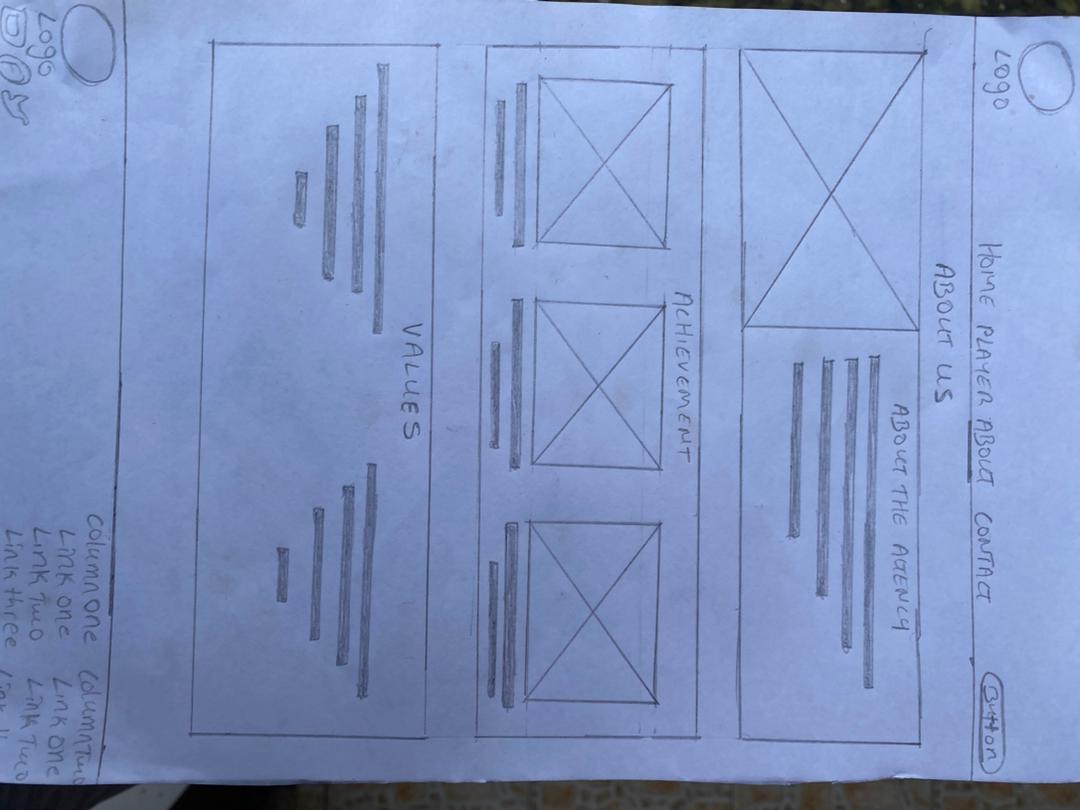 Logo
HOME PLAYER ABOUT CONTACT Button
ABOUT US
ABOUT THE AGENCY
ACHIEVEMENT
VALUES
Logo
Column one Column Two
Link one Link one
Link Two Link Two
Link three Link